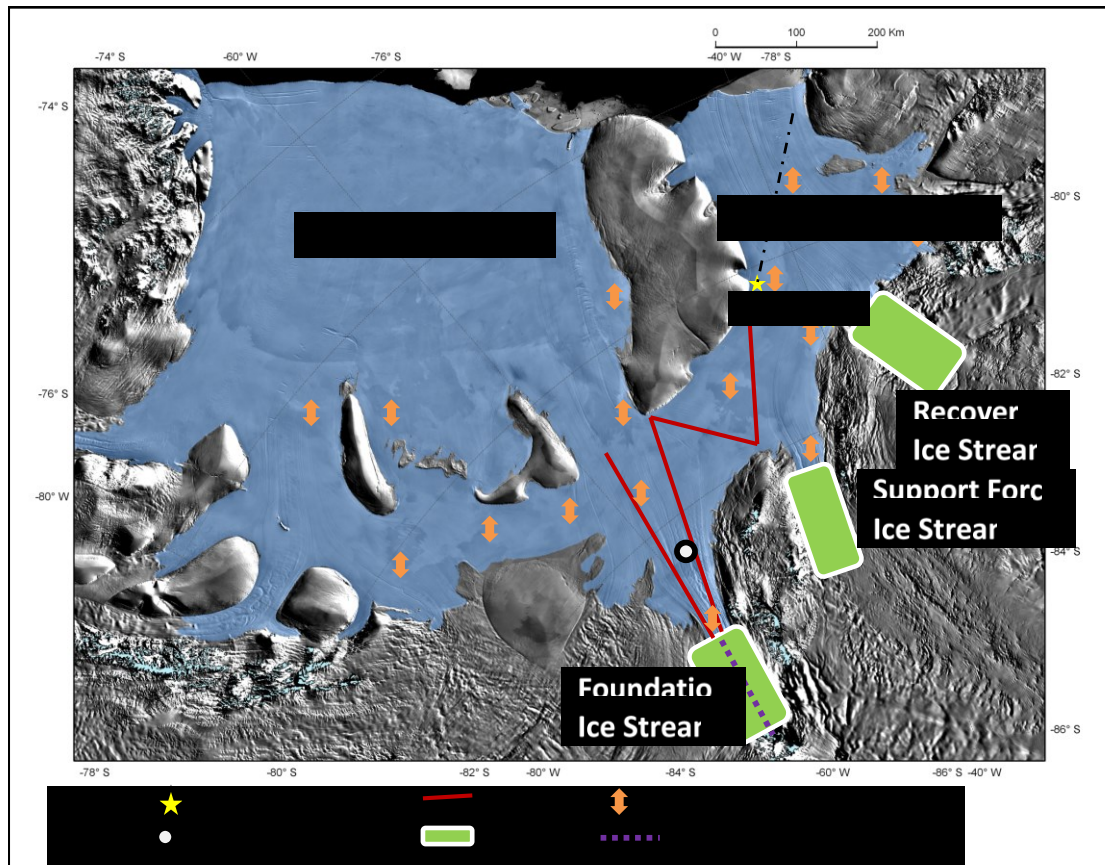 0 100 200 Km
-74° S -60° W -76° S -40° W -78° S
-74° S
-80° S
-82° S
-76° S
Recover
Ice Strear
Support Forc
-80° W
Ice Strear
-84° S
Foundatio
Ice Strear
-86° S
-78° S -80° S -82° S -80° W -84° S -60° W -86° S -40° W